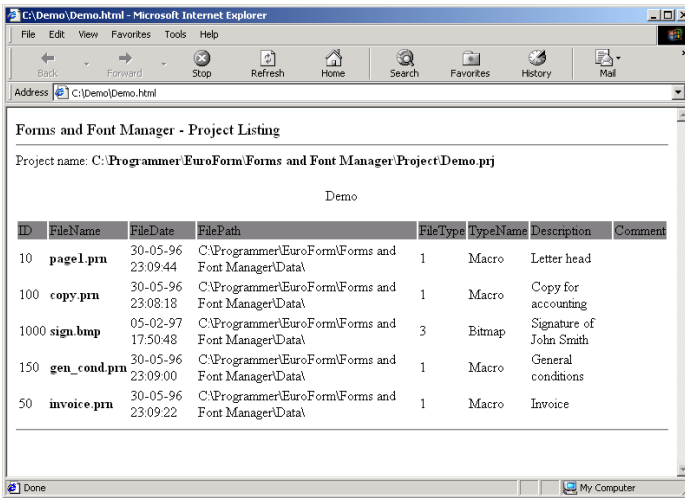 C:\Demo\Demo.html - Microsoft Internet Explorer
File Edit View Favorites Tools Help
Back Forward Stop Refresh Home Search Favorites History Mail
Address C:\Demo\Demo.html
Forms and Font Manager - Project Listing
Project name: C:\Programmer\EuroForm\Forms and Font Manager\Project\Demo.prj
Demo
ID FileName FileDate FilePath FileType TypeName Description Comment
10 page1.prn 30-05-96 23:09:44 C:\Programmer\EuroForm\Forms and Font Manager\Data\ 1 Macro Letter head
100 copy.prn 30-05-96 23:08:18 C:\Programmer\EuroForm\Forms and Font Manager\Data\ 1 Macro Copy for accounting
1000 sign.bmp 05-02-97 17:50:48 C:\Programmer\EuroForm\Forms and Font Manager\Data\ 3 Bitmap Signature of John Smith
150 gen_cond.prn 30-05-96 23:09:00 C:\Programmer\EuroForm\Forms and Font Manager\Data\ 1 Macro General conditions
50 invoice.prn 30-05-96 23:09:22 C:\Programmer\EuroForm\Forms and Font Manager\Data\ 1 Macro Invoice
Done My Computer